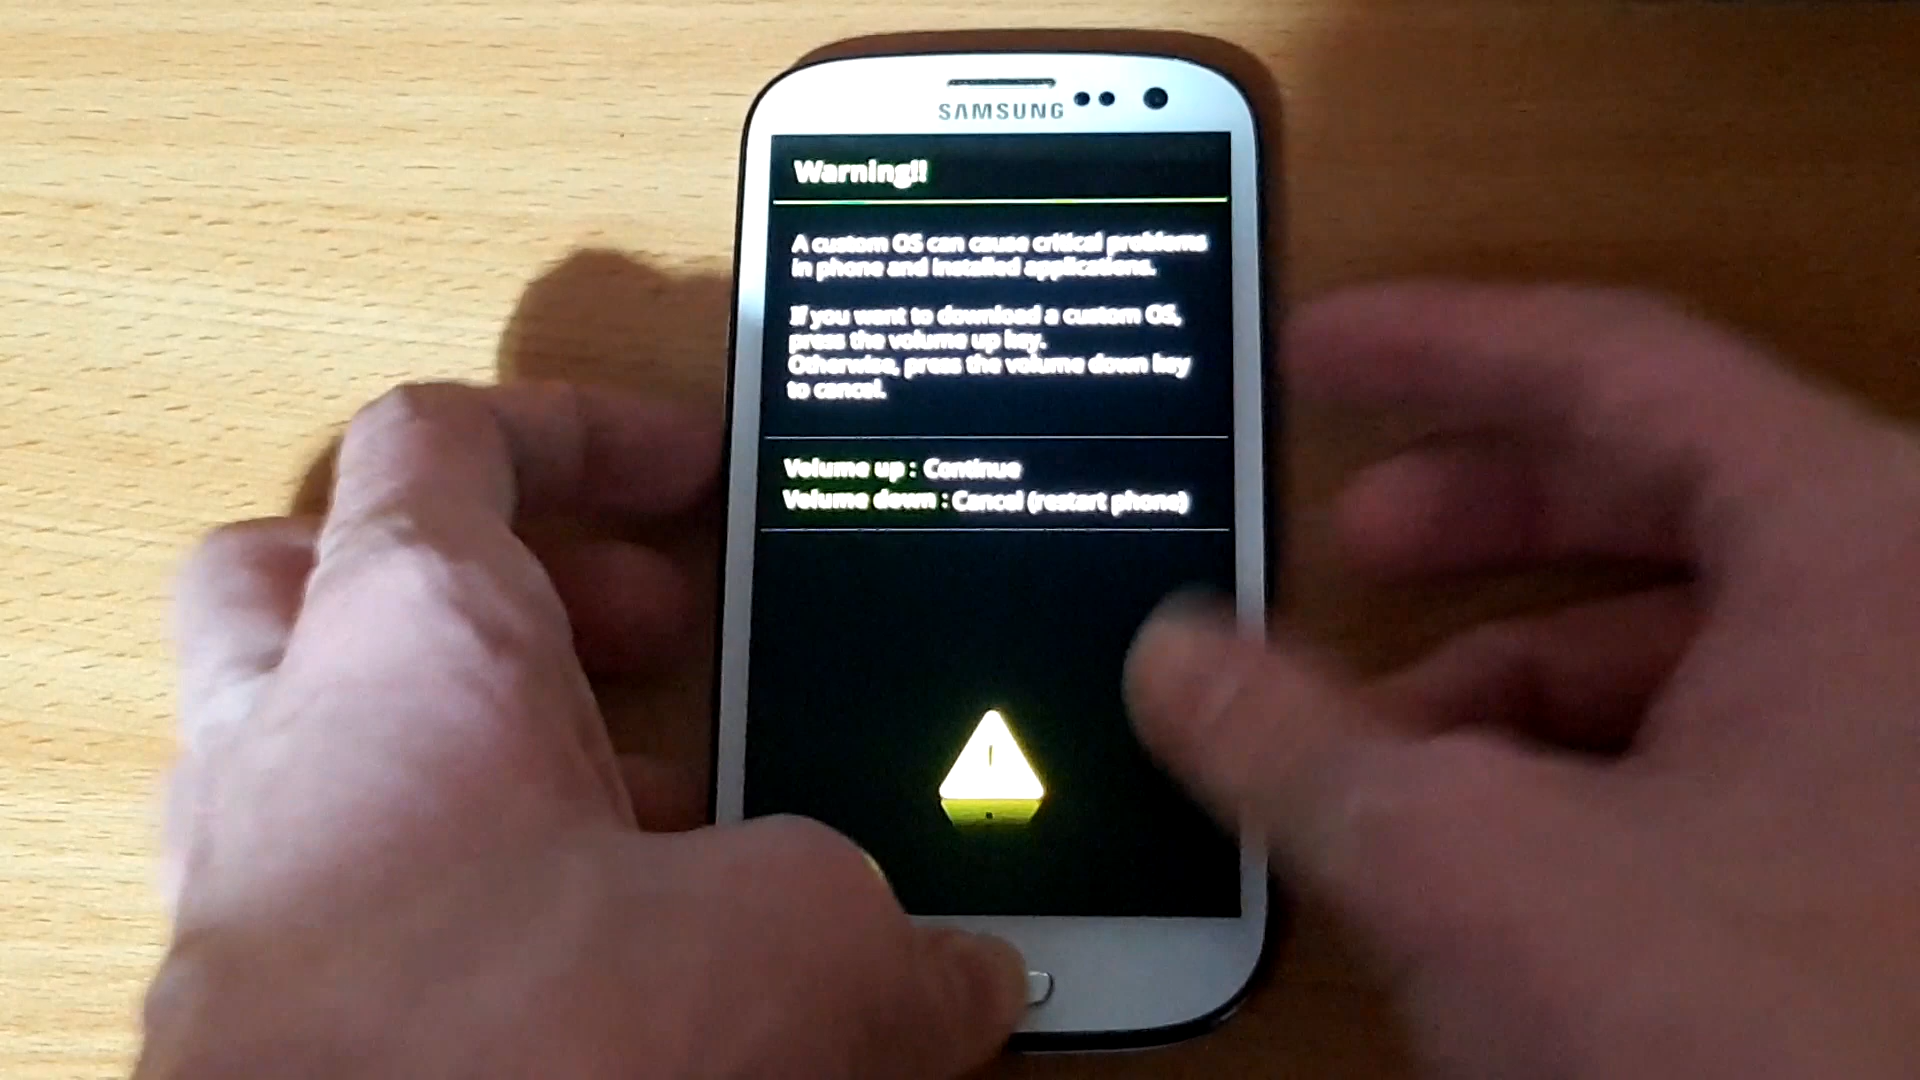 SAMSUNG
Warning!!
A custom OS can cause critical problems
in phone and installed applications.
If you want to download a custom OS,
press the volume up key.
Otherwise, press the volume down key
to cancel.
Volume up : Continue
Volume down : Cancel (restart phone)